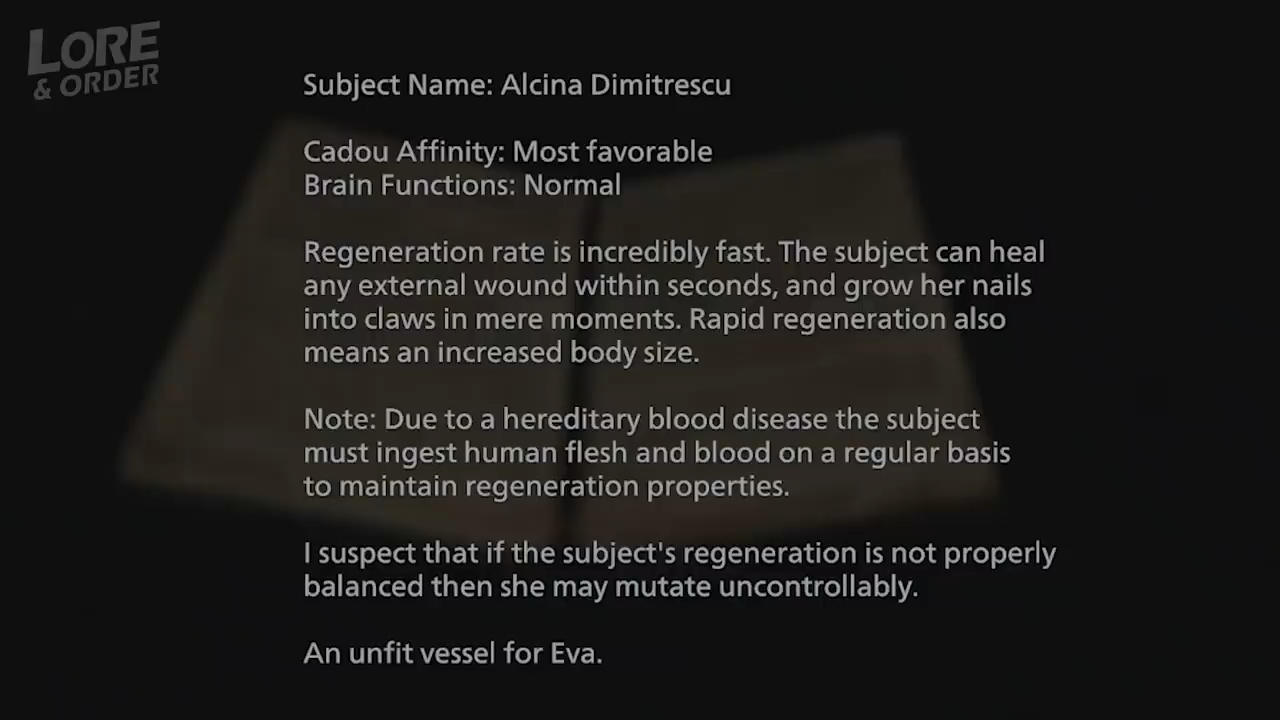 LORE
& ORDER
Subject Name: Alcina Dimitrescu
Cadou Affinity: Most favorable
Brain Functions: Normal
Regeneration rate is incredibly fast. The subject can heal
any external wound within seconds, and grow her nails
into claws in mere moments. Rapid regeneration also
means an increased body size.
Note: Due to a hereditary blood disease the subject
must ingest human flesh and blood on a regular basis
to maintain regeneration properties.
I suspect that if the subject's regeneration is not properly
balanced then she may mutate uncontrollably.
An unfit vessel for Eva.